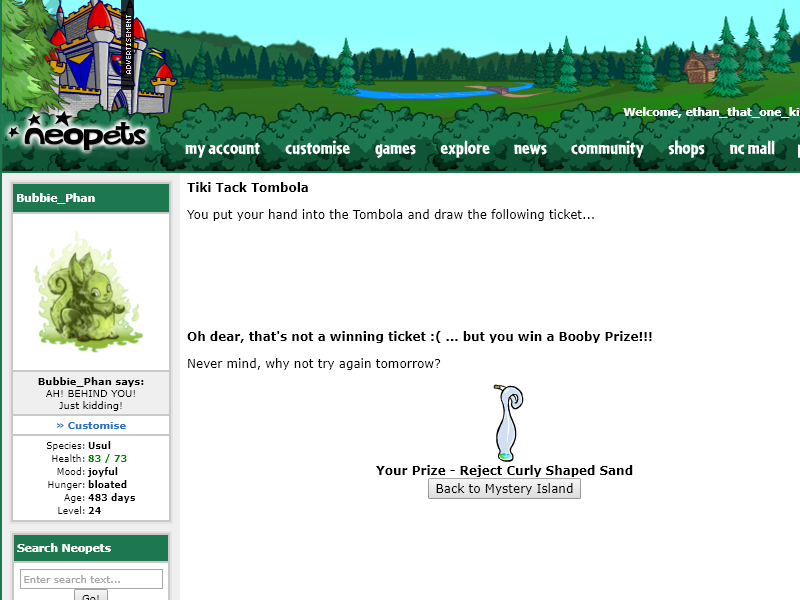 ADVERTISEMENT
Welcome, ethan_that_one_ki
neopets
my account customise games explore news community shops nc mall
Bubbie_Phan
Bubbie_Phan says:
AH! BEHIND YOU!
Just kidding!
» Customise
Species: Usul
Health: 83 / 73
Mood: joyful
Hunger: bloated
Age: 483 days
Level: 24
Search Neopets
Enter search text...
Go!
Tiki Tack Tombola
You put your hand into the Tombola and draw the following ticket...
Oh dear, that's not a winning ticket :( ... but you win a Booby Prize!!!
Never mind, why not try again tomorrow?
Your Prize - Reject Curly Shaped Sand
Back to Mystery Island